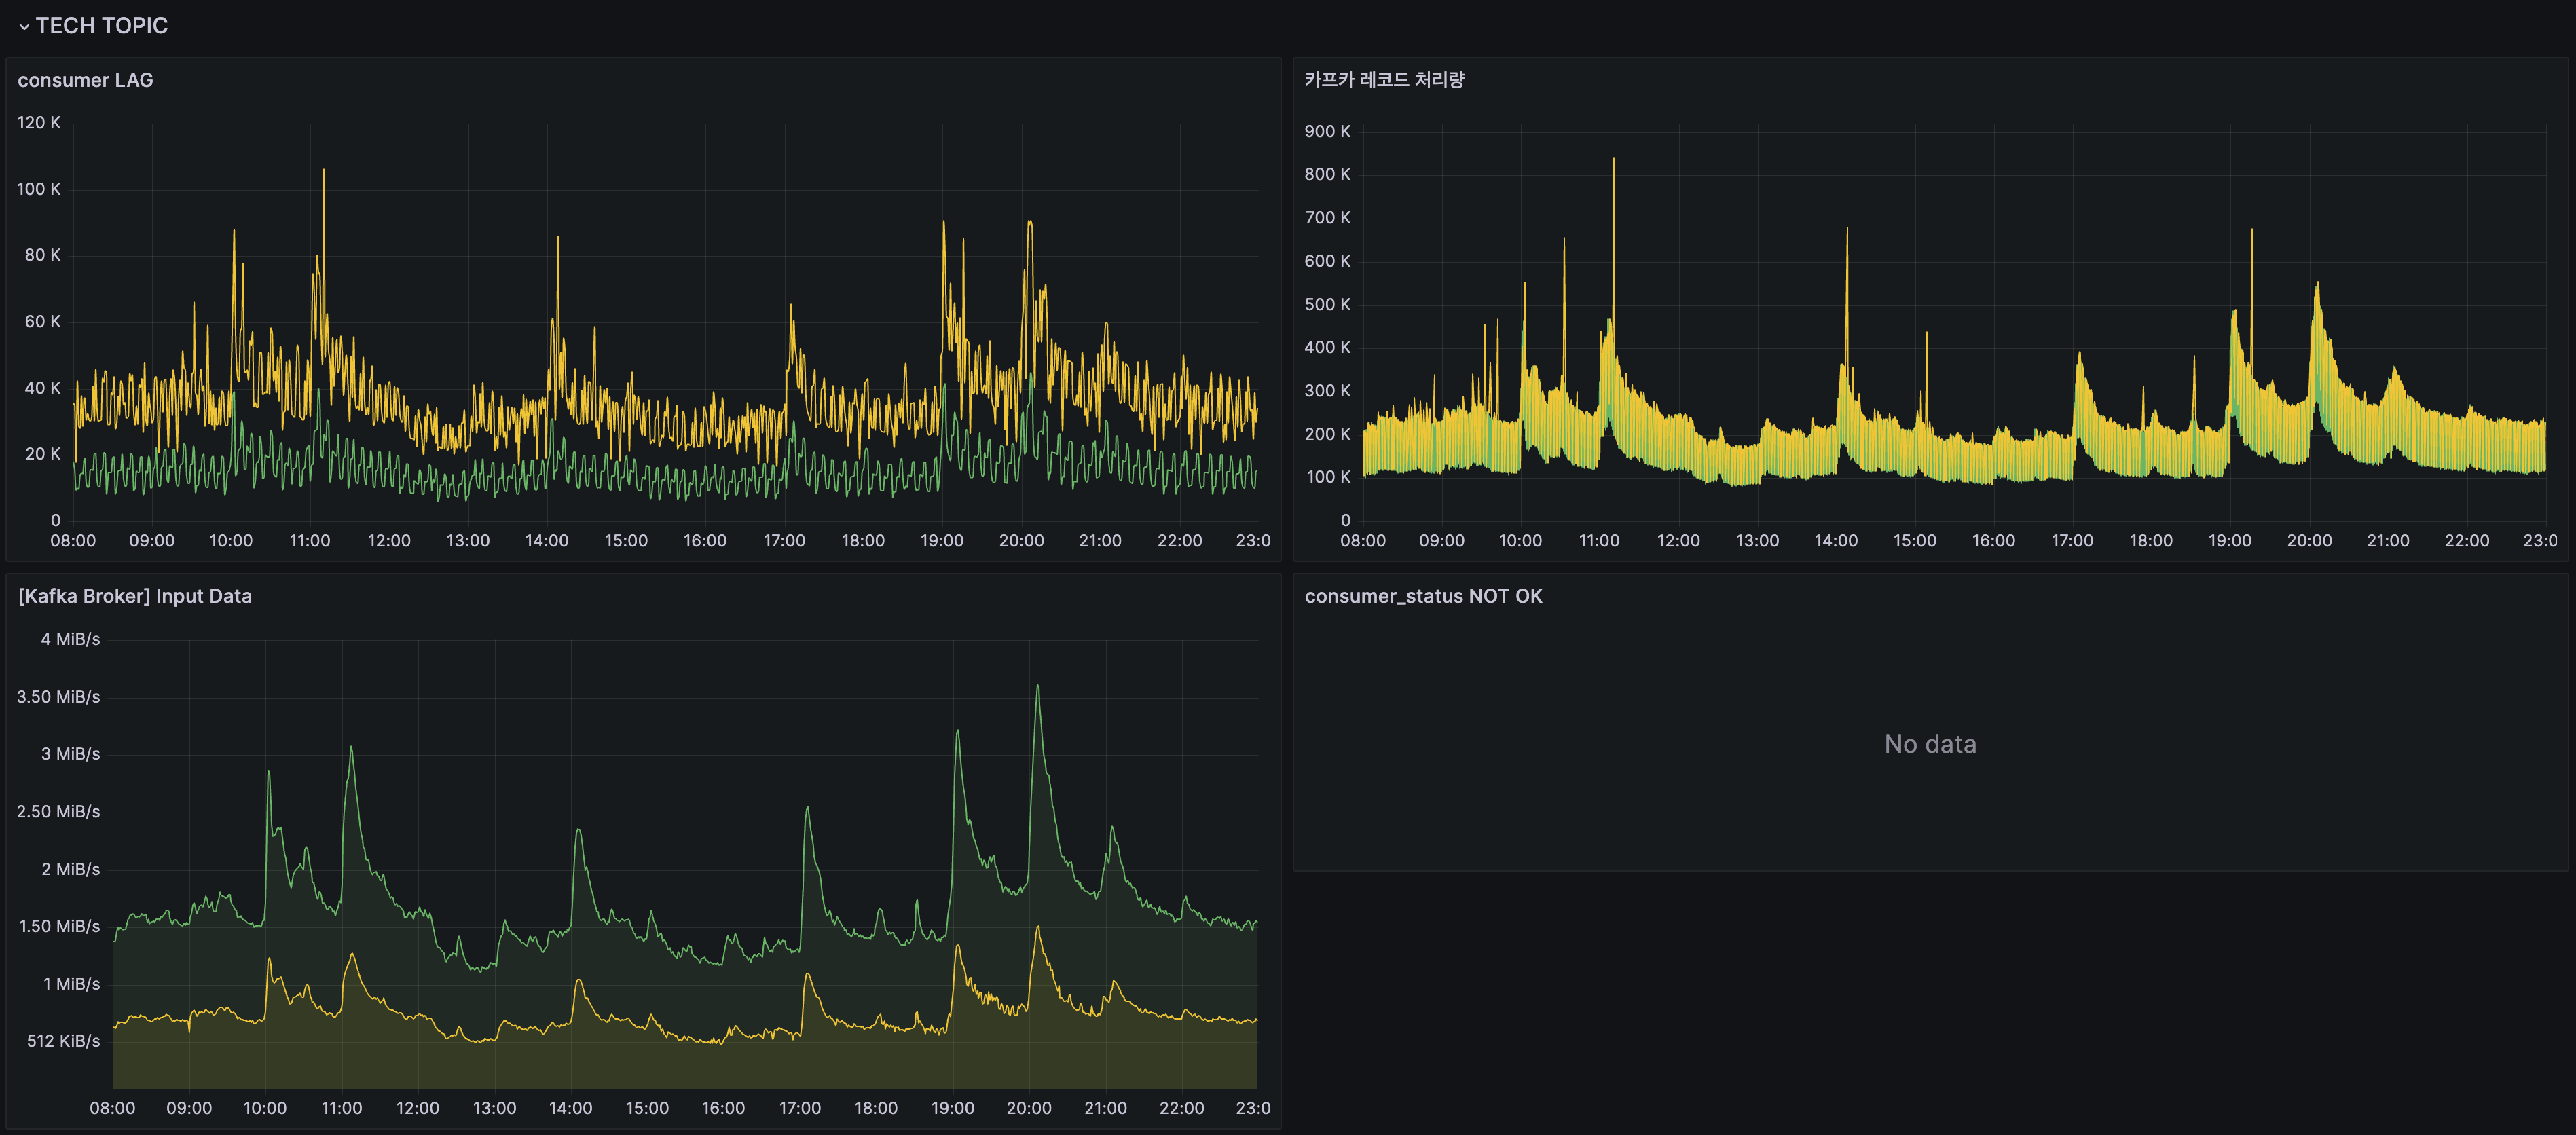 TECH TOPIC
consumer LAG
120 K
100 K
80 K
60 K
40 K
20 K
0
08:00 09:00 10:00 11:00 12:00 13:00 14:00 15:00 16:00 17:00 18:00 19:00 20:00 21:00 22:00 23:0
카프카 레코드 처리량
900 K
800 K
700 K
600 K
500 K
400 K
300 K
200 K
100 K
0
08:00 09:00 10:00 11:00 12:00 13:00 14:00 15:00 16:00 17:00 18:00 19:00 20:00 21:00 22:00 23:0
[Kafka Broker] Input Data
4 MiB/s
3.50 MiB/s
3 MiB/s
2.50 MiB/s
2 MiB/s
1.50 MiB/s
1 MiB/s
512 KiB/s
08:00 09:00 10:00 11:00 12:00 13:00 14:00 15:00 16:00 17:00 18:00 19:00 20:00 21:00 22:00 23:0
consumer_status NOT OK
No data